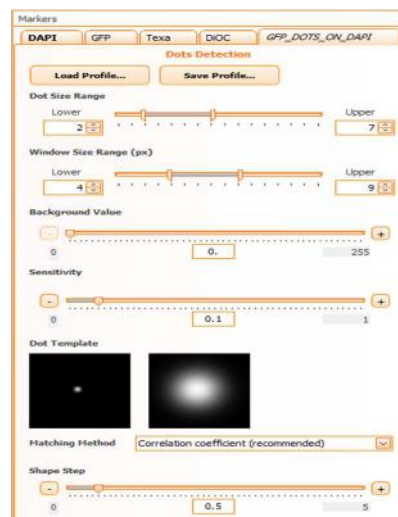 Markers
DAPI GFP Texa DiOC GFP_DOTS_ON_DAPI
Dots Detection
Load Profile... Save Profile...
Dot Size Range
Lower Upper
2 7
Window Size Range (px)
Lower Upper
4 9
Background Value
- +
0 0. 255
Sensitivity
- +
0 0.1 1
Dot Template
Matching Method Correlation coefficient (recommended)
Shape Step
- +
0 0.5 5